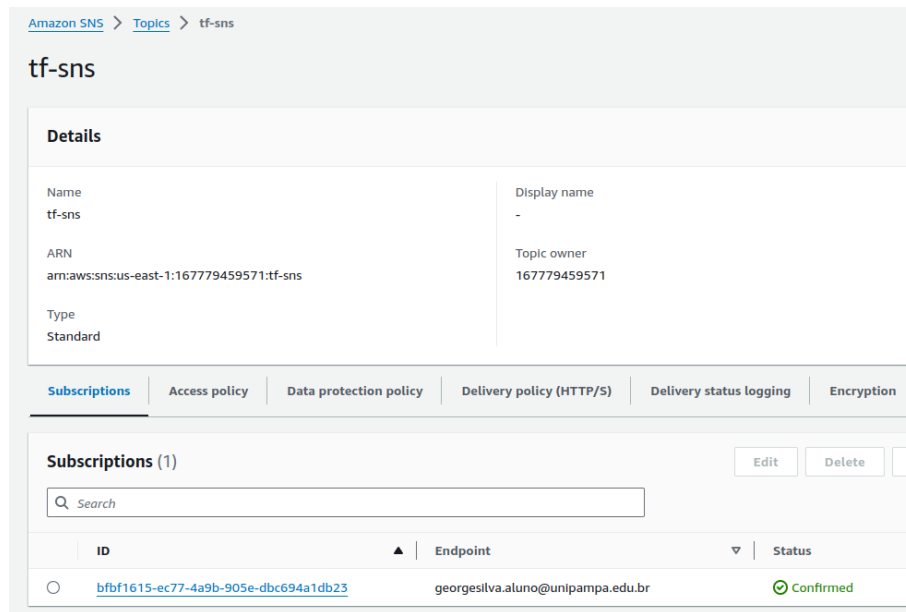 Amazon SNS > Topics > tf-sns
tf-sns
Details
Name
tf-sns
Display name
-
ARN
arn:aws:sns:us-east-1:167779459571:tf-sns
Topic owner
167779459571
Type
Standard
Subscriptions Access policy Data protection policy Delivery policy (HTTP/S) Delivery status logging Encryption
Subscriptions (1)
Edit Delete
Search
ID Endpoint Status
bfbf1615-ec77-4a9b-905e-dbc694a1db23 georgesilva.aluno@unipampa.edu.br Confirmed